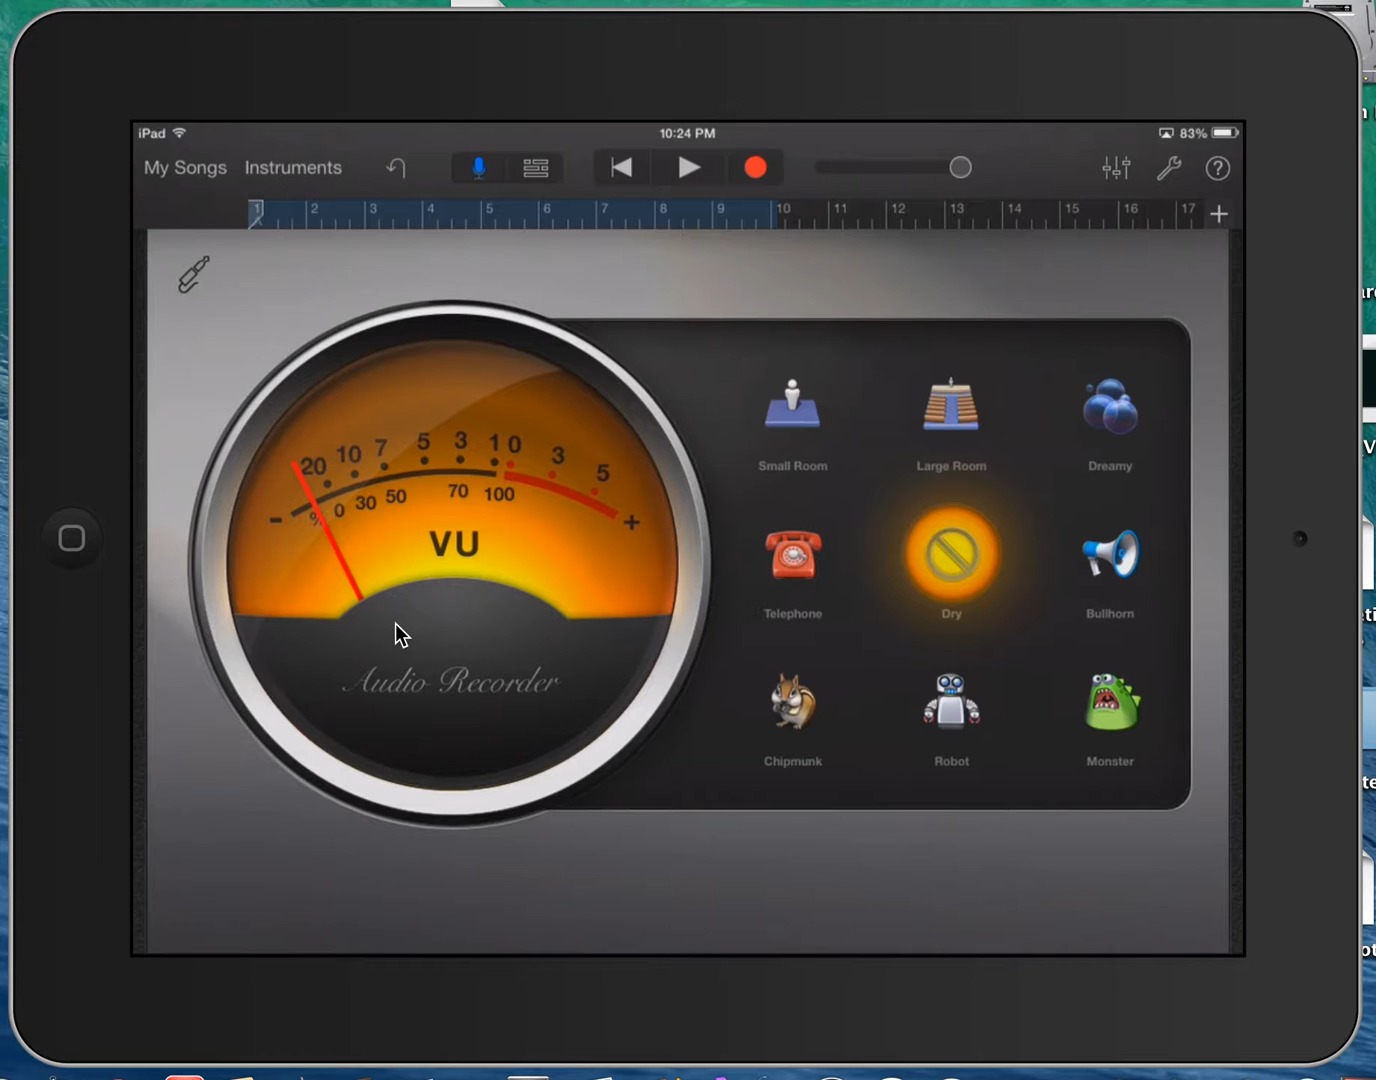 iPad 10:24 PM 83%
My Songs Instruments
1 2 3 4 5 6 7 8 9 10 11 12 13 14 15 16 17 +
20 10 7 5 3 1 0 3 5
- % 0 30 50 70 100 +
VU
Audio Recorder
Small Room Large Room Dreamy
Telephone Dry Bullhorn
Chipmunk Robot Monster